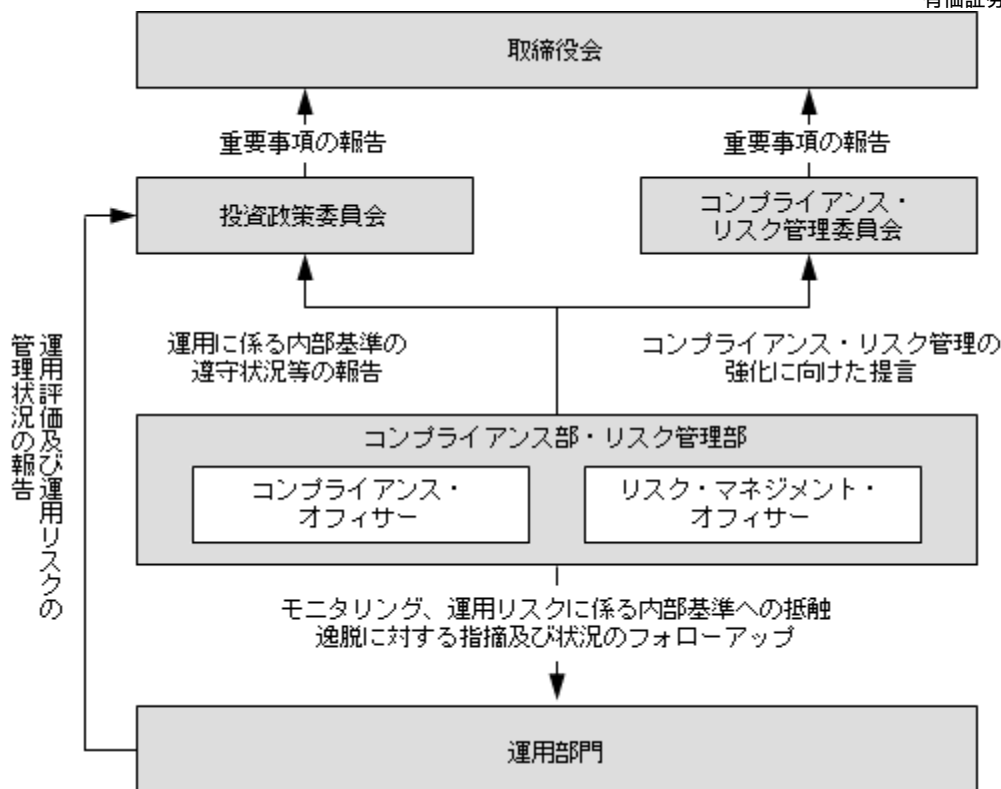 有価証券
取締役会
重要事項の報告
重要事項の報告
投資政策委員会
コンプライアンス・
リスク管理委員会
運用に係る内部基準の
遵守状況等の報告
コンプライアンス・リスク管理の
強化に向けた提言
運用評価及び運用リスクの
管理状況の報告
コンプライアンス部・リスク管理部
コンプライアンス・
オフィサー
リスク・マネジメント・
オフィサー
モニタリング、運用リスクに係る内部基準への抵触
逸脱に対する指摘及び状況のフォローアップ
運用部門